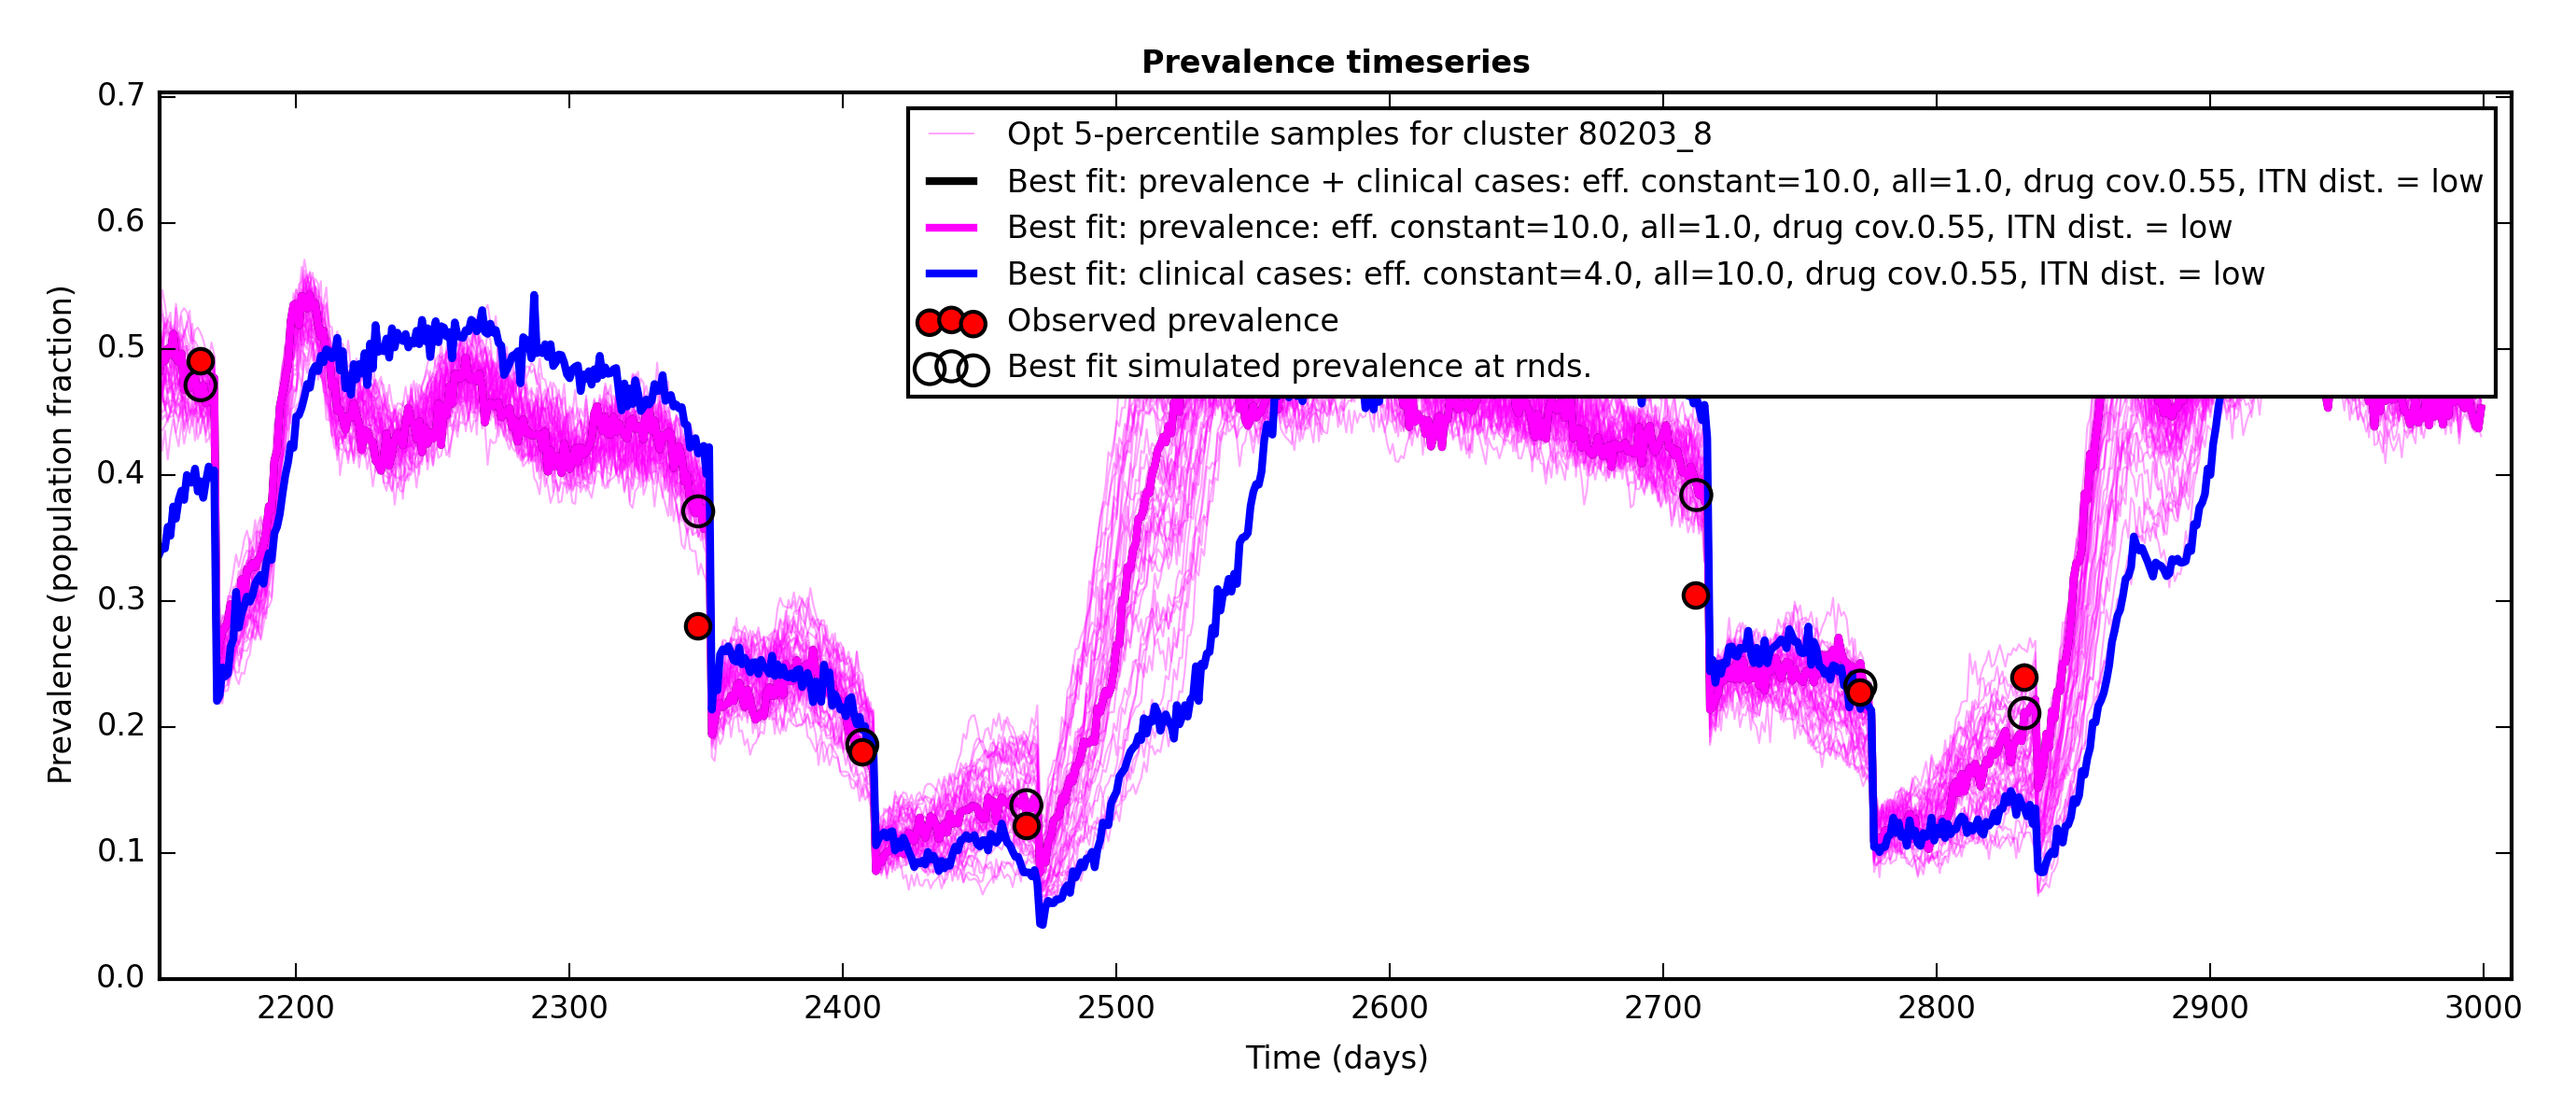 Prevalence timeseries
0.7
0.6
0.5
0.4
0.3
0.2
0.1
0.0
Prevalence (population fraction)
Opt 5-percentile samples for cluster 80203_8
Best fit: prevalence + clinical cases: eff. constant=10.0, all=1.0, drug cov.0.55, ITN dist. = low
Best fit: prevalence: eff. constant=10.0, all=1.0, drug cov.0.55, ITN dist. = low
Best fit: clinical cases: eff. constant=4.0, all=10.0, drug cov.0.55, ITN dist. = low
Observed prevalence
Best fit simulated prevalence at rnds.
2200 2300 2400 2500 2600 2700 2800 2900 3000
Time (days)